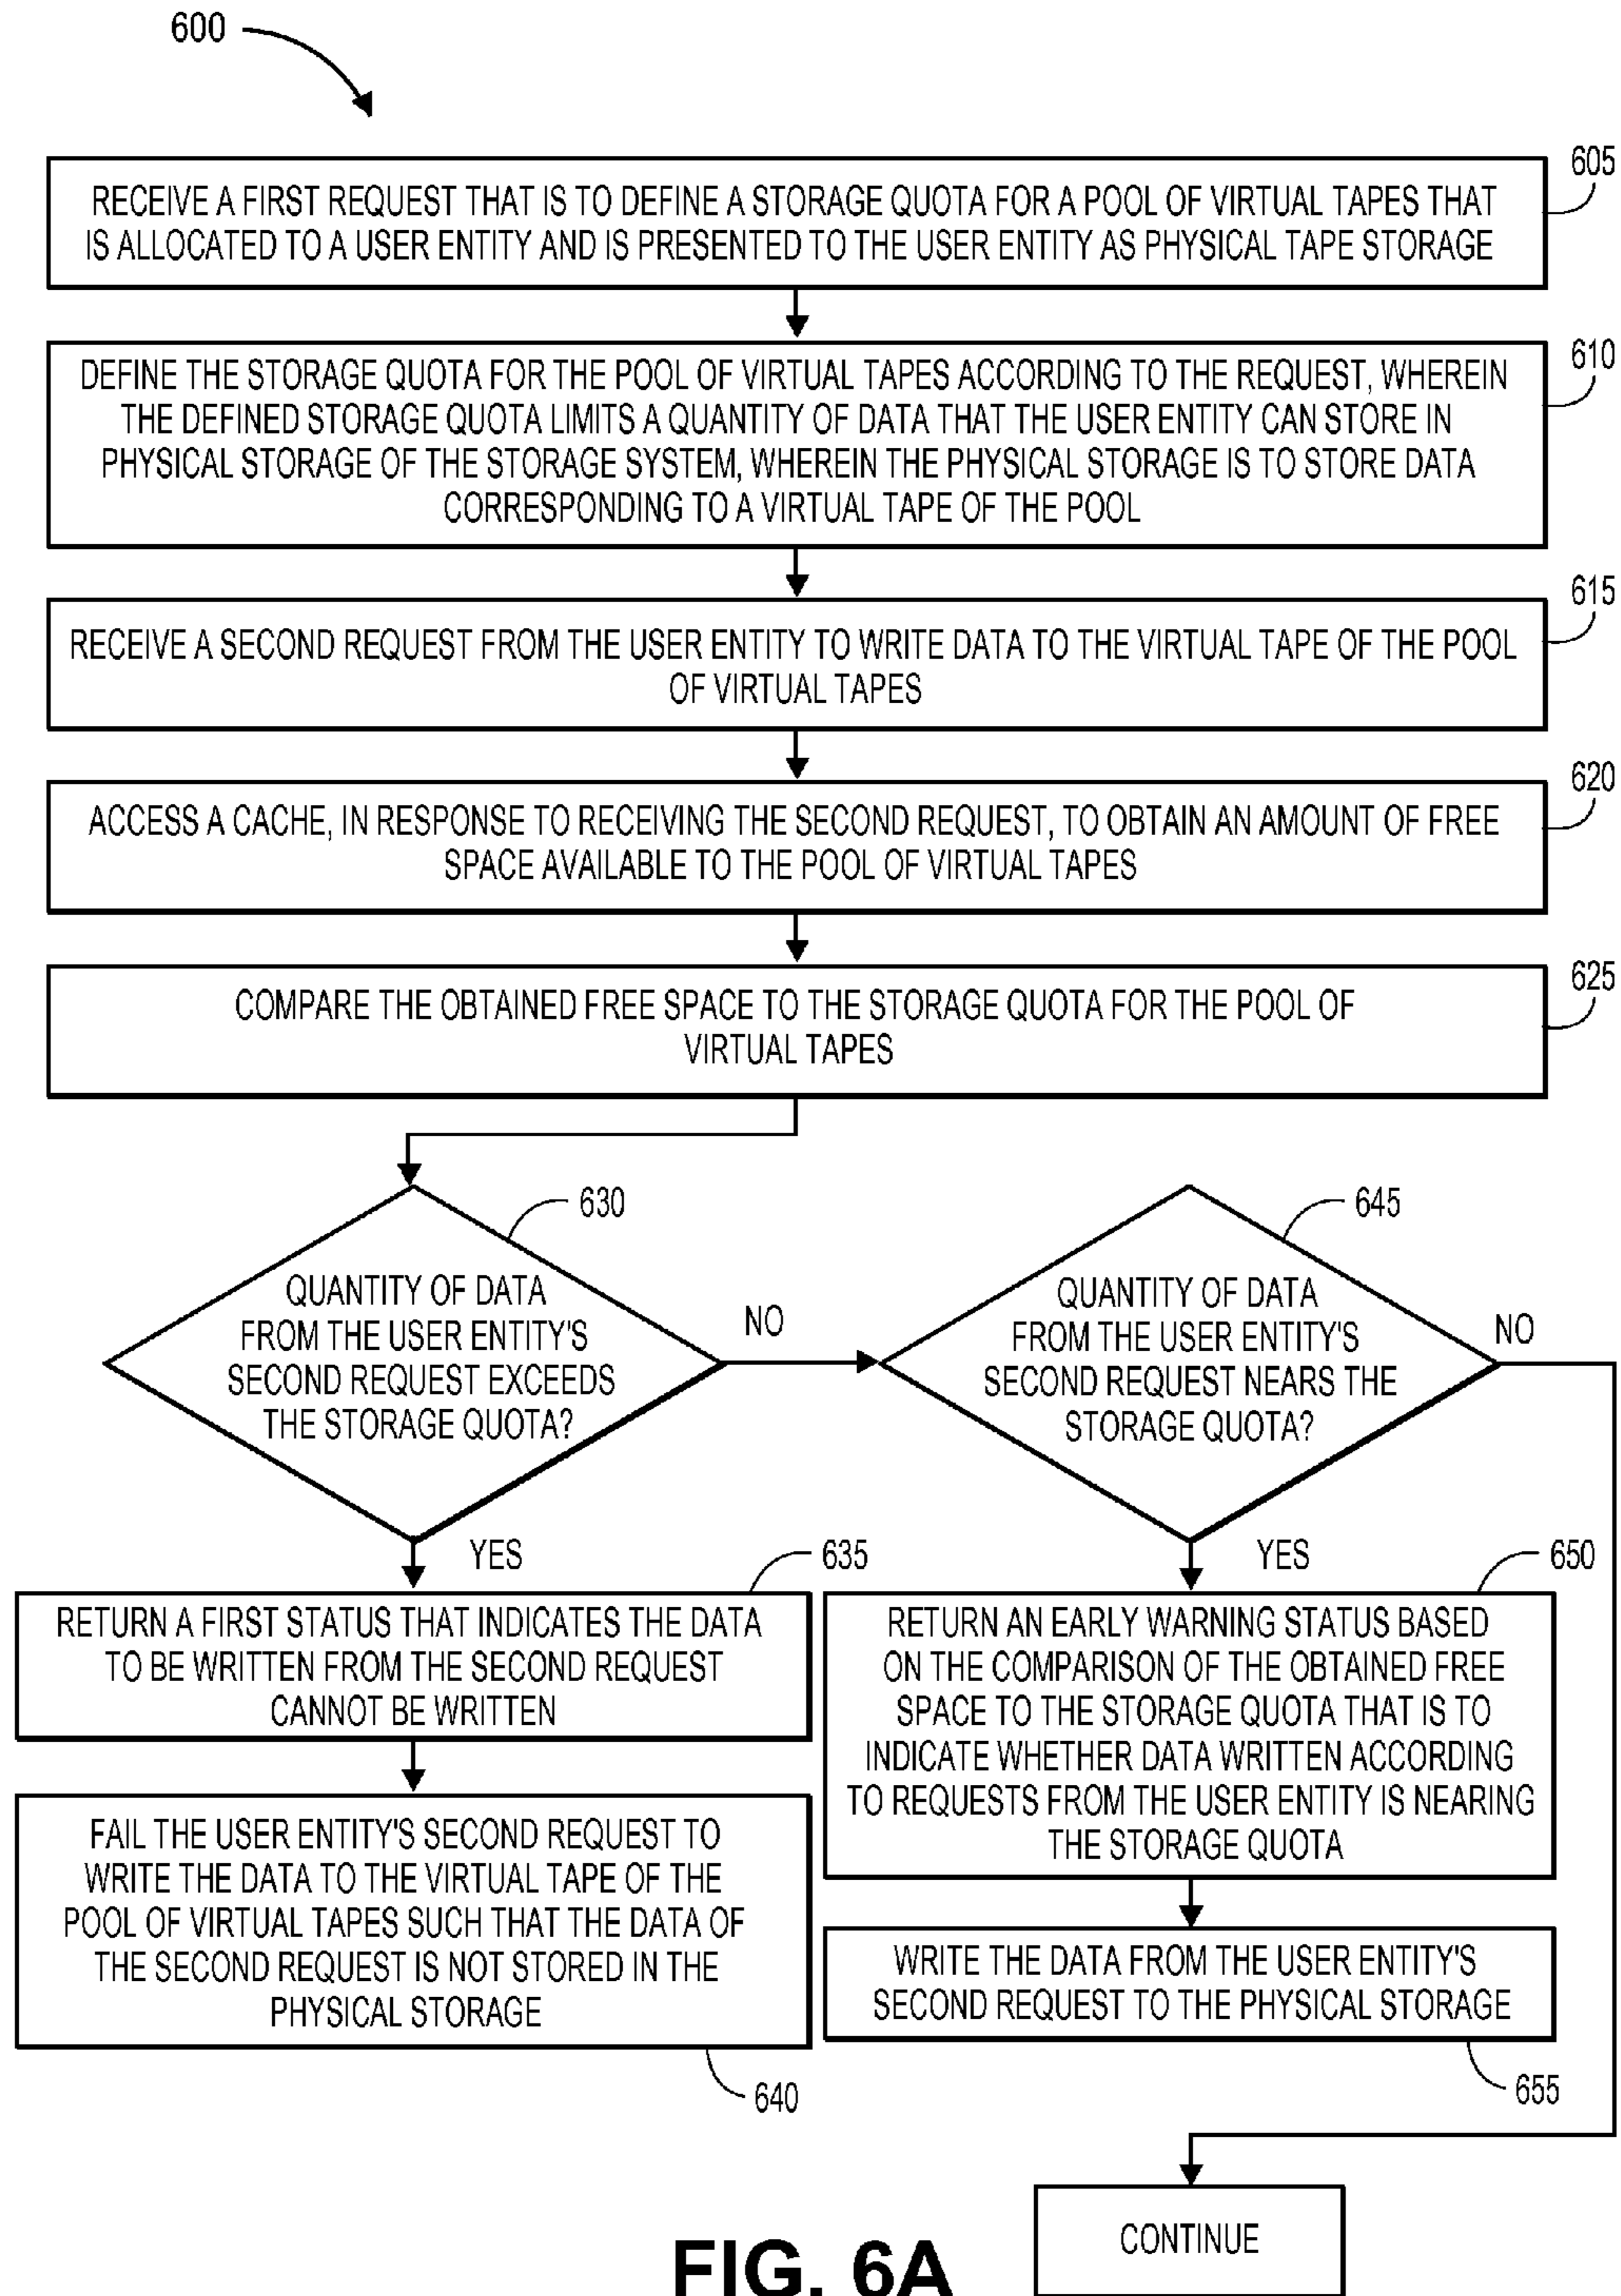 600
605
RECEIVE A FIRST REQUEST THAT IS TO DEFINE A STORAGE QUOTA FOR A POOL OF VIRTUAL TAPES THAT
IS ALLOCATED TO A USER ENTITY AND IS PRESENTED TO THE USER ENTITY AS PHYSICAL TAPE STORAGE
610
DEFINE THE STORAGE QUOTA FOR THE POOL OF VIRTUAL TAPES ACCORDING TO THE REQUEST, WHEREIN
THE DEFINED STORAGE QUOTA LIMITS A QUANTITY OF DATA THAT THE USER ENTITY CAN STORE IN
PHYSICAL STORAGE OF THE STORAGE SYSTEM, WHEREIN THE PHYSICAL STORAGE IS TO STORE DATA
CORRESPONDING TO A VIRTUAL TAPE OF THE POOL
615
RECEIVE A SECOND REQUEST FROM THE USER ENTITY TO WRITE DATA TO THE VIRTUAL TAPE OF THE POOL
OF VIRTUAL TAPES
620
ACCESS A CACHE, IN RESPONSE TO RECEIVING THE SECOND REQUEST, TO OBTAIN AN AMOUNT OF FREE
SPACE AVAILABLE TO THE POOL OF VIRTUAL TAPES
625
COMPARE THE OBTAINED FREE SPACE TO THE STORAGE QUOTA FOR THE POOL OF
VIRTUAL TAPES
630
QUANTITY OF DATA
FROM THE USER ENTITY'S
SECOND REQUEST EXCEEDS
THE STORAGE QUOTA?
NO
645
QUANTITY OF DATA
FROM THE USER ENTITY'S
SECOND REQUEST NEARS THE
STORAGE QUOTA?
NO
YES
635
RETURN A FIRST STATUS THAT INDICATES THE DATA
TO BE WRITTEN FROM THE SECOND REQUEST
CANNOT BE WRITTEN
FAIL THE USER ENTITY'S SECOND REQUEST TO
WRITE THE DATA TO THE VIRTUAL TAPE OF THE
POOL OF VIRTUAL TAPES SUCH THAT THE DATA OF
THE SECOND REQUEST IS NOT STORED IN THE
PHYSICAL STORAGE
640
YES
650
RETURN AN EARLY WARNING STATUS BASED
ON THE COMPARISON OF THE OBTAINED FREE
SPACE TO THE STORAGE QUOTA THAT IS TO
INDICATE WHETHER DATA WRITTEN ACCORDING
TO REQUESTS FROM THE USER ENTITY IS NEARING
THE STORAGE QUOTA
WRITE THE DATA FROM THE USER ENTITY'S
SECOND REQUEST TO THE PHYSICAL STORAGE
655
CONTINUE
FIG. 6A